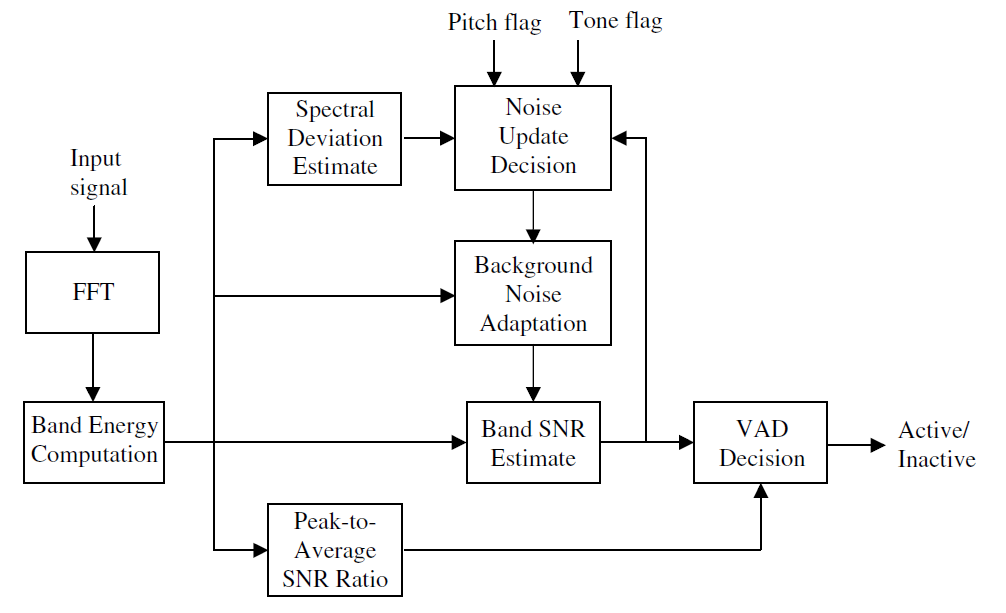 Pitch flag
Tone flag
Spectral
Deviation
Estimate
Noise
Update
Decision
Input
signal
FFT
Background
Noise
Adaptation
Band Energy
Computation
Band SNR
Estimate
VAD
Decision
Active/
Inactive
Peak-to-
Average
SNR Ratio